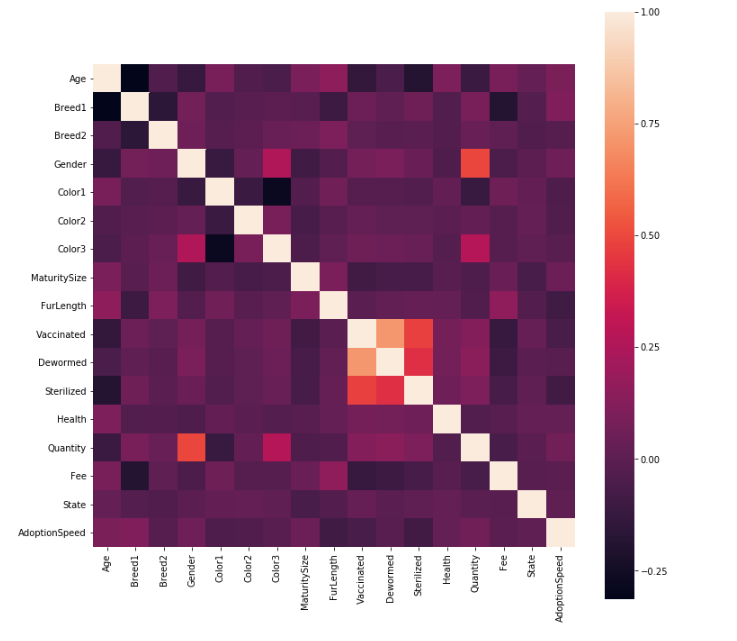 Age
Breed1
Breed2
Gender
Color1
Color2
Color3
MaturitySize
FurLength
Vaccinated
Dewormed
Sterilized
Health
Quantity
Fee
State
AdoptionSpeed
Age
Breed1
Breed2
Gender
Color1
Color2
Color3
MaturitySize
FurLength
Vaccinated
Dewormed
Sterilized
Health
Quantity
Fee
State
AdoptionSpeed
1.00
0.75
0.50
0.25
0.00
−0.25